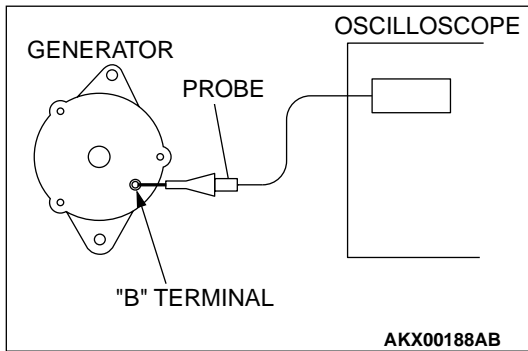 OSCILLOSCOPE
GENERATOR
PROBE
"B" TERMINAL
AKX00188AB